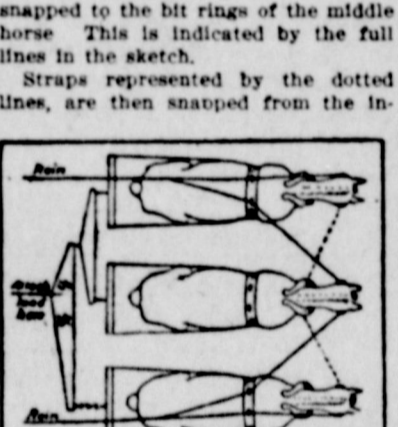 snapped to the bit rings of the middle
horse This is indicated by the full
lines in the sketch.
Straps represented by the dotted
lines, are then snapped from the in-
Rein
load
Rein